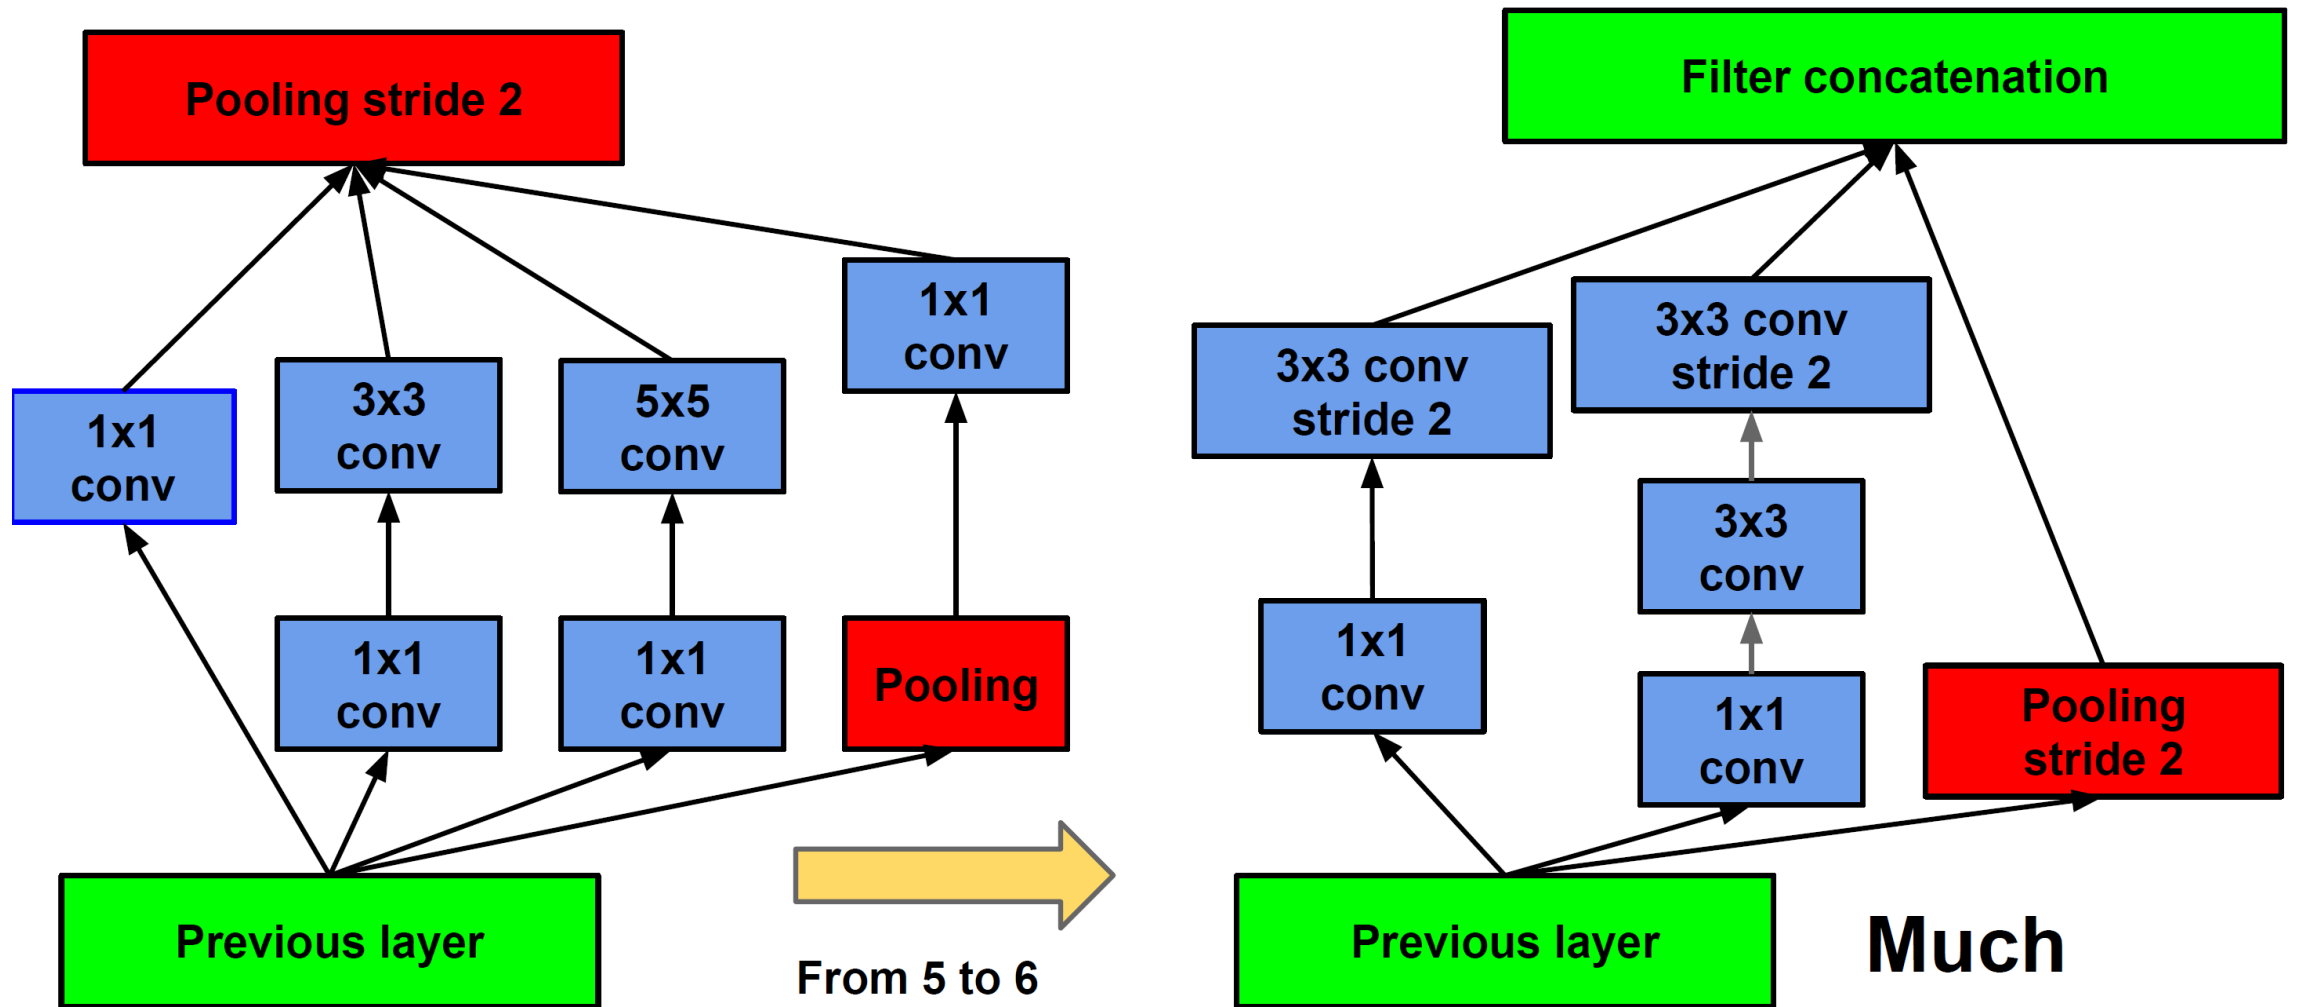 Pooling stride 2
1x1
conv
3x3
conv
5x5
conv
1x1
conv
1x1
conv
1x1
conv
Pooling
Previous layer
From 5 to 6
Filter concatenation
3x3 conv
stride 2
3x3 conv
stride 2
3x3
conv
1x1
conv
1x1
conv
Pooling
stride 2
Previous layer
Much